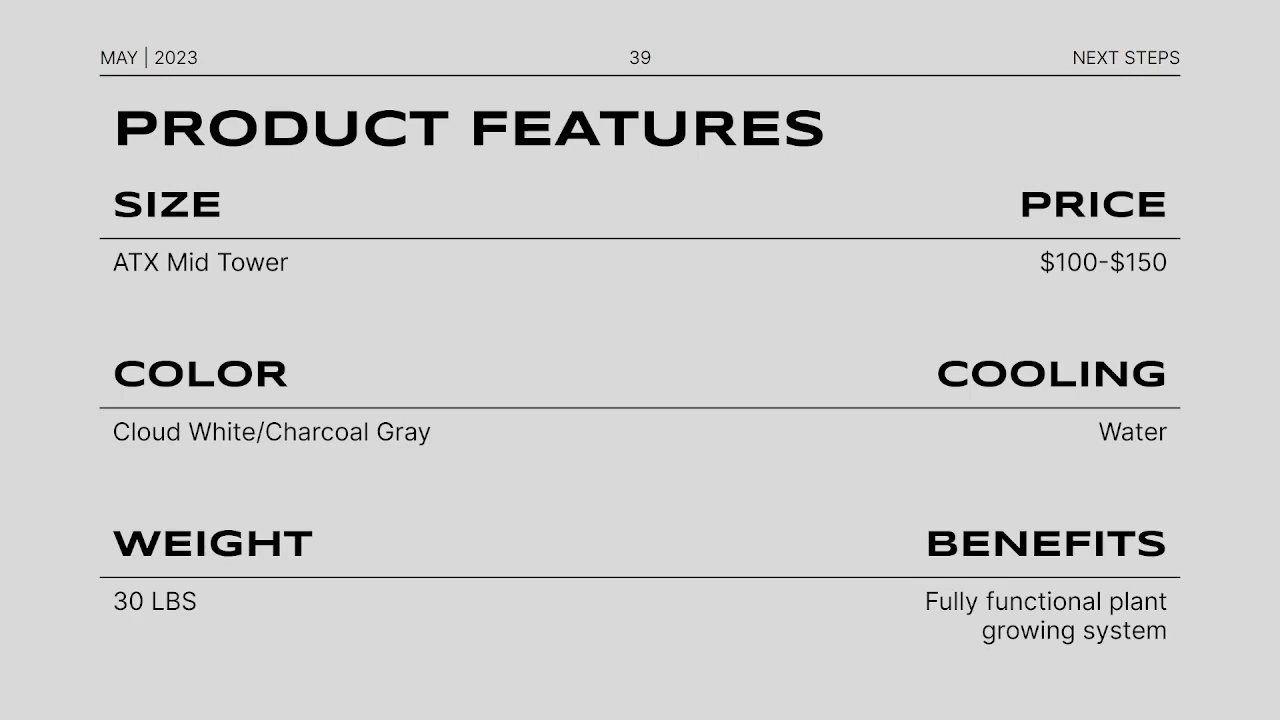 MAY | 2023
39
NEXT STEPS
PRODUCT FEATURES
SIZE
PRICE
ATX Mid Tower
$100-$150
COLOR
COOLING
Cloud White/Charcoal Gray
Water
WEIGHT
BENEFITS
30 LBS
Fully functional plant
growing system